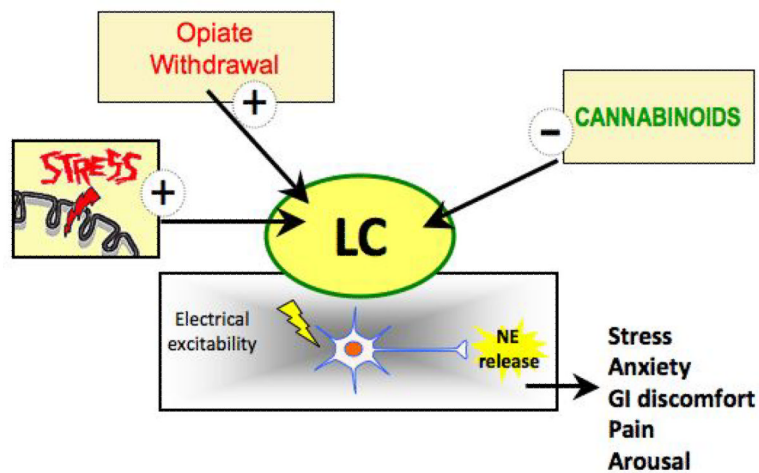 Opiate
Withdrawal
+
CANNABINOIDS
-
STRESS
+
LC
Electrical
excitability
NE
release
Stress
Anxiety
GI discomfort
Pain
Arousal